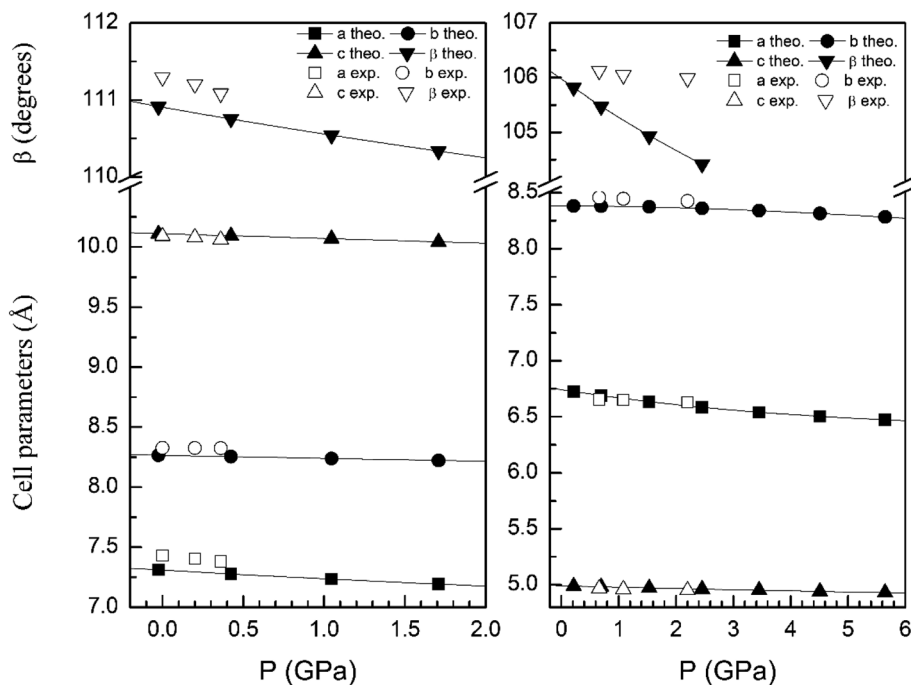 β (degrees)
Cell parameters (Å)
112
111
110
10.0
9.5
9.0
8.5
8.0
7.5
7.0
a theo. b theo.
c theo. β theo.
a exp. b exp.
c exp. β exp.
0.0 0.5 1.0 1.5 2.0
P (GPa)
107
106
105
8.5
8.0
7.5
7.0
6.5
6.0
5.5
5.0
a theo. b theo.
c theo. β theo.
a exp. b exp.
c exp. β exp.
0 1 2 3 4 5 6
P (GPa)